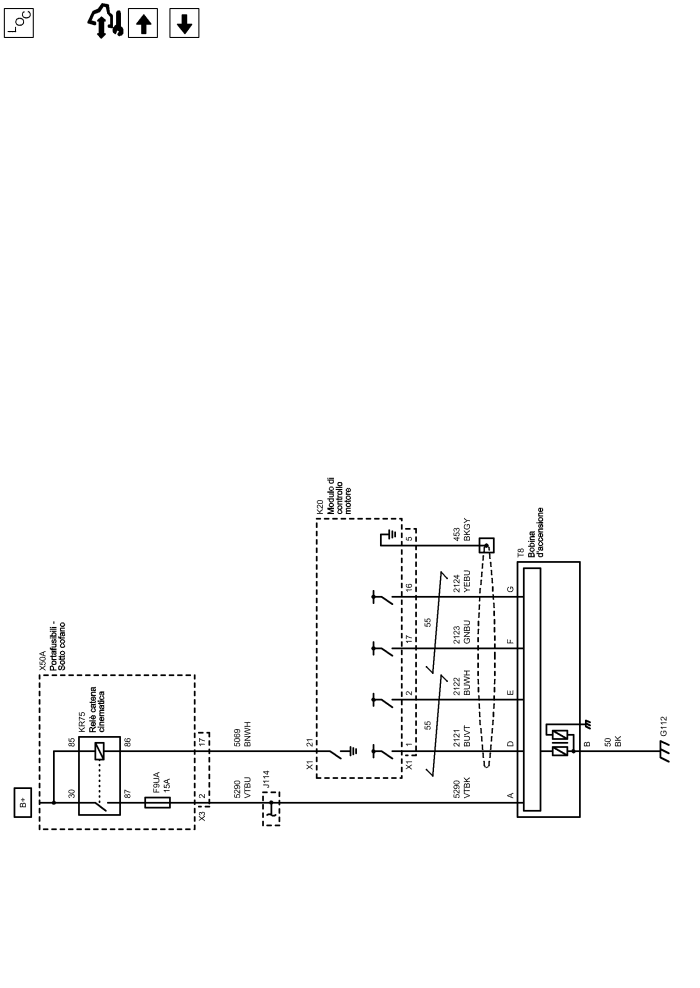 LOC
B+
X50A
Portafusibili -
Sotto cofano
KR75
Relè catena
cinematica
85
86
30
87
F9UA
15A
X3
2
17
5069
BNWH
5290
VTBU
J114
K20
Modulo di
controllo
motore
X1
21
X1
1
2
17
16
5
55
55
453
BKGY
2124
YEBU
2123
GNBU
2122
BUWH
2121
BUVT
5290
VTBK
T8
Bobina
d'accensione
A
D
E
F
G
B
50
BK
G112